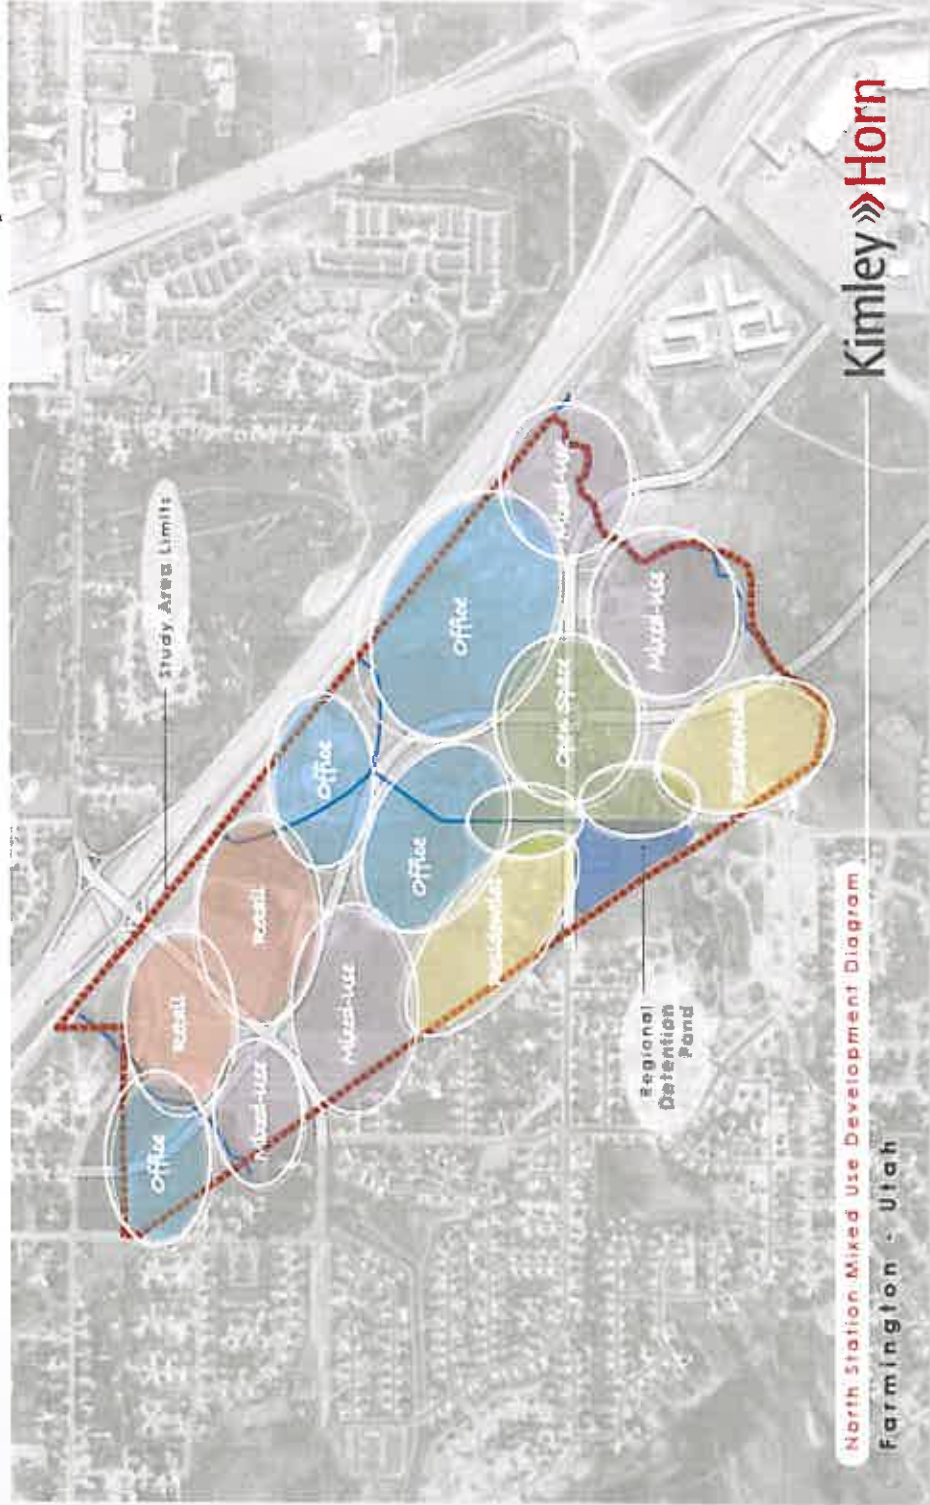 Office
Study Area Limits
Retail
Retail
Mixed-use
Office
Mixed-use
Office
Office
Residential
Open Space
Mixed-use
Mixed-use
Regional
Detention
Pond
Residential
North Station Mixed Use Development Diagram
Kimley»Horn
Farmington - Utah